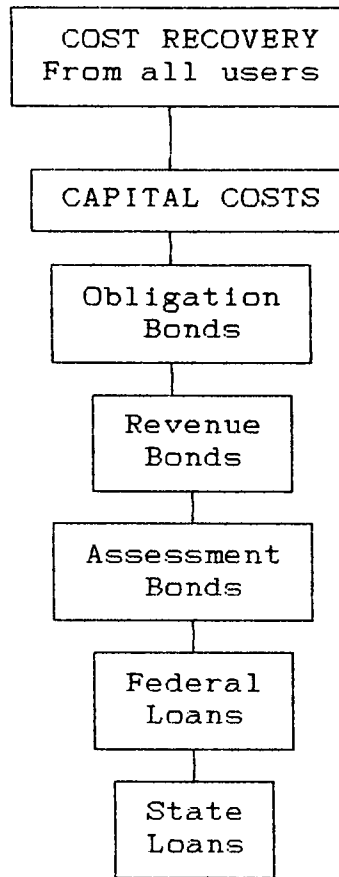 COST RECOVERY
From all users
CAPITAL COSTS
Obligation
Bonds
Revenue
Bonds
Assessment
Bonds
Federal
Loans
State
Loans